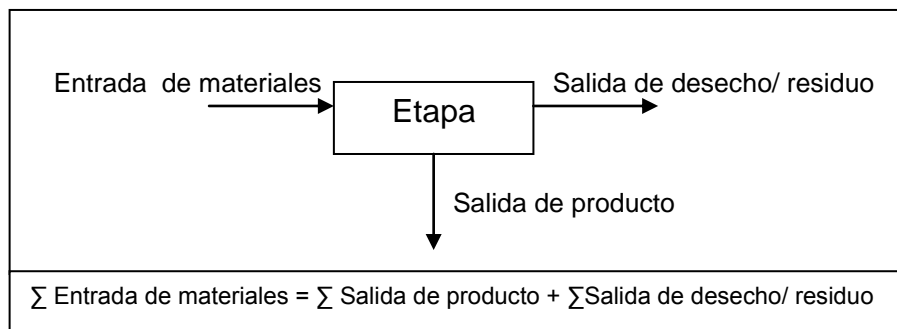 Entrada de materiales
Salida de desecho/ residuo
Etapa
Salida de producto
∑ Entrada de materiales = ∑ Salida de producto + ∑Salida de desecho/ residuo